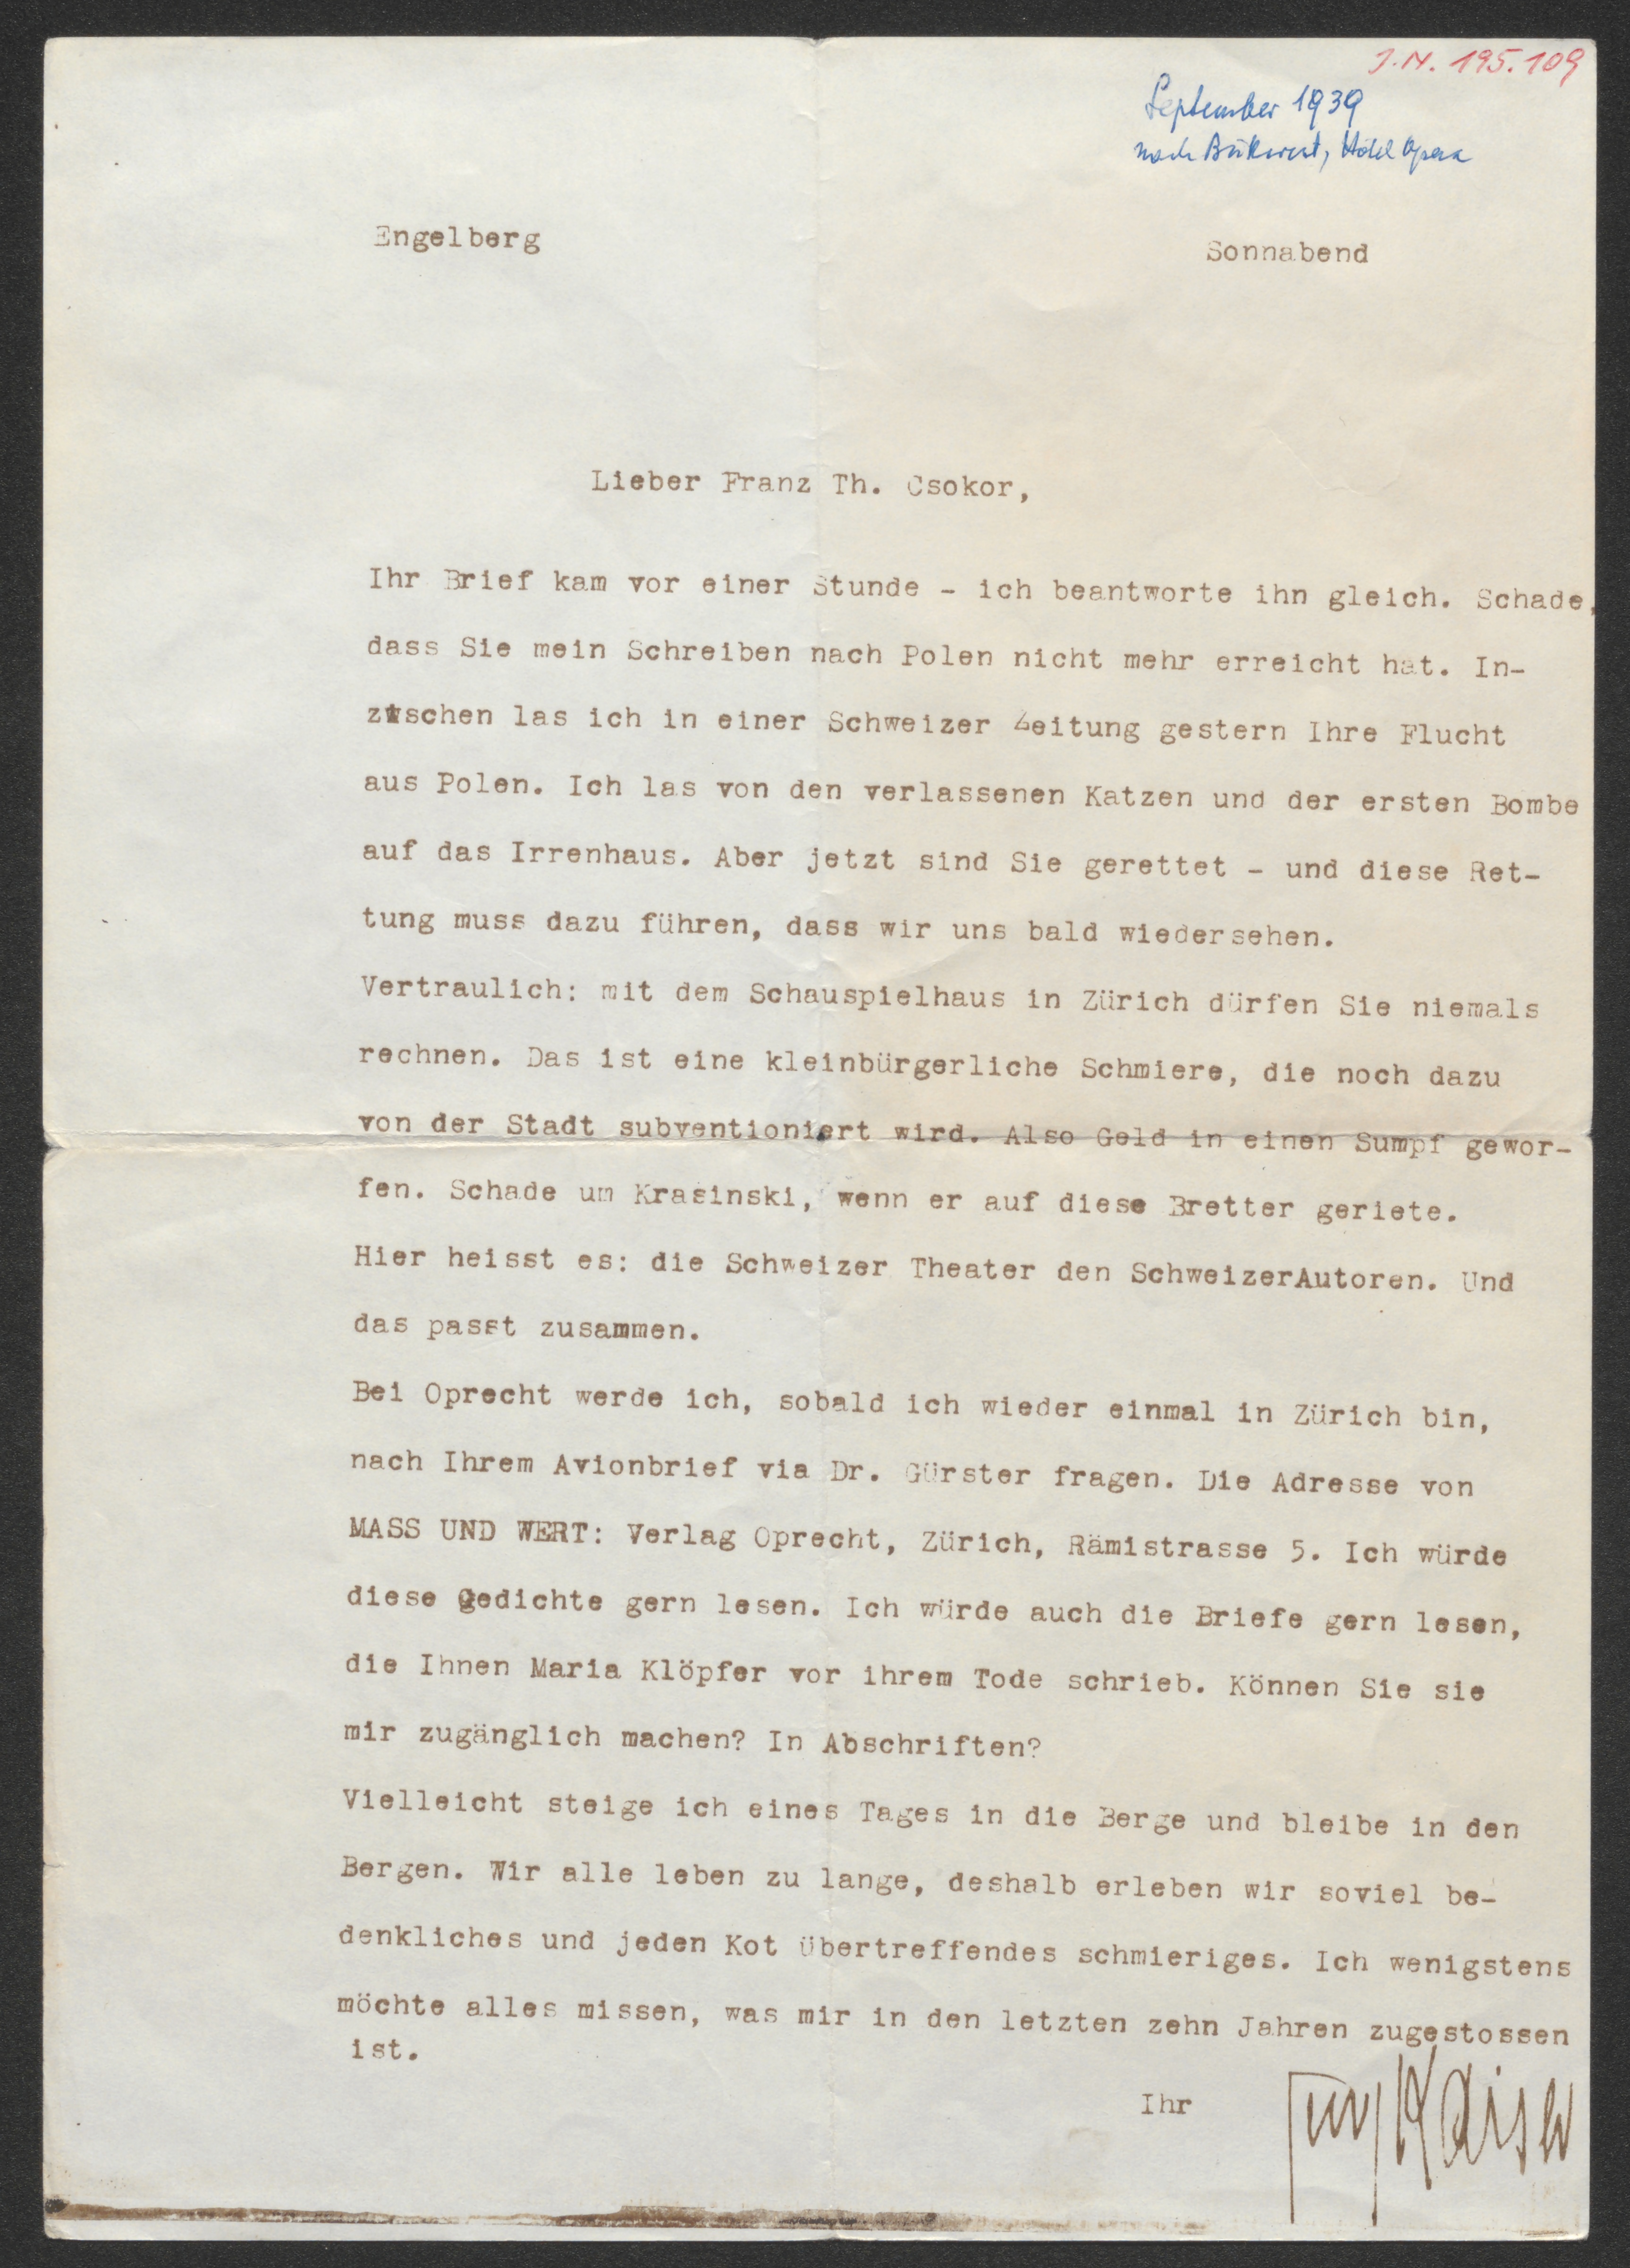 J.N. 195.109
September 1939
nach Bukarest, Hôtel Opera
Engelberg
Sonnabend
Lieber Franz Th. Csokor,
Ihr Brief kam vor einer Stunde - ich beantworte ihn gleich. Schade,
dass Sie mein Schreiben nach Polen nicht mehr erreicht hat. In-
zwschen las ich in einer Schweizer Zeitung gestern Ihre Flucht
aus Polen. Ich las von den verlassenen Katzen und der ersten Bombe
auf das Irrenhaus. Aber jetzt sind Sie gerettet - und diese Ret-
tung muss dazu führen, dass wir uns bald wiedersehen.
Vertraulich: mit dem Schauspielhaus in Zürich dürfen Sie niemals
rechnen. Das ist eine kleinbürgerliche Schmiere, die noch dazu
von der Stadt subventioniert wird. Also Geld in einen Sumpf gewor-
fen. Schade um Krasinski, wenn er auf diese Bretter geriete.
Hier heisst es: die Schweizer Theater den SchweizerAutoren. Und
das passt zusammen.
Bei Oprecht werde ich, sobald ich wieder einmal in Zürich bin,
nach Ihrem Avionbrief via Dr. Gürster fragen. Die Adresse von
MASS UND WERT: Verlag Oprecht, Zürich, Rämistrasse 5. Ich würde
diese Gedichte gern lesen. Ich würde auch die Briefe gern lesen,
die Ihnen Maria Klöpfer vor ihrem Tode schrieb. Können Sie sie
mir zugänglich machen? In Abschriften?
Vielleicht steige ich eines Tages in die Berge und bleibe in den
Bergen. Wir alle leben zu lange, deshalb erleben wir soviel be-
denkliches und jeden Kot übertreffendes schmieriges. Ich wenigstens
möchte alles missen, was mir in den letzten zehn Jahren zugestossen
ist.
Ihr
Kaiser